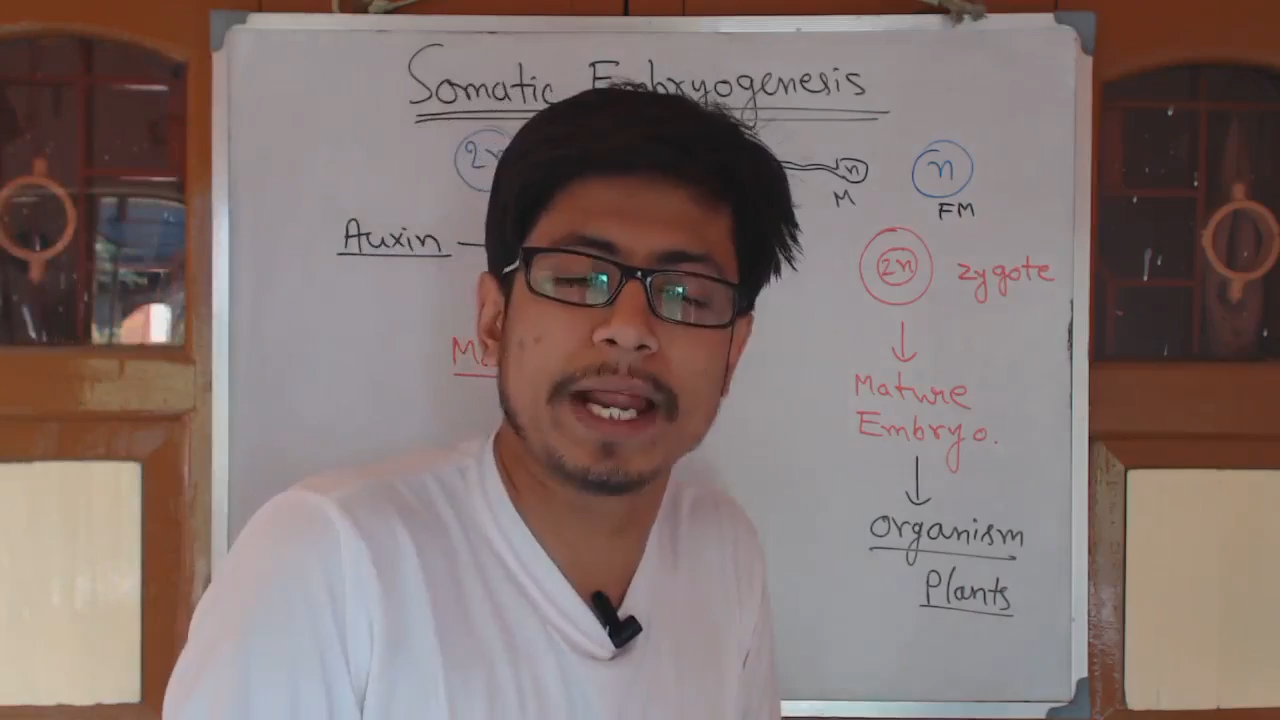 Somatic Embryogenesis
n
n
M
FM
Auxin
2n
zygote
Mature
Embryo.
organism
Plants